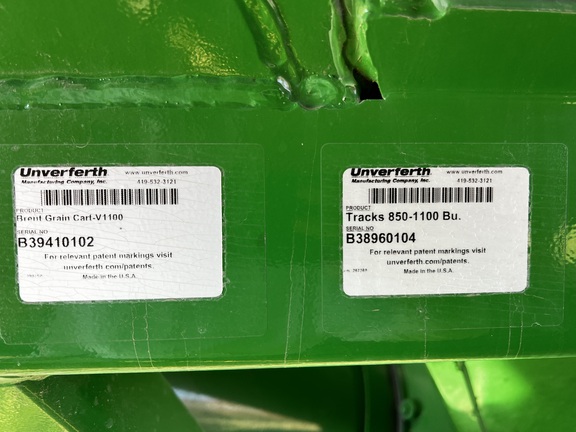 Unverferth www.unverferth.com
Manufacturing Company, Inc. 419-532-3121
PRODUCT
Brent Grain Cart-V1100
SERIAL NO
B39410102
For relevant patent markings visit
unverferth.com/patents.
Made in the U.S.A.
Unverferth www.unverferth.com
Manufacturing Company, Inc. 419-532-3121
PRODUCT
Tracks 850-1100 Bu.
SERIAL NO
B38960104
For relevant patent markings visit
unverferth.com/patents.
Made in the U.S.A.